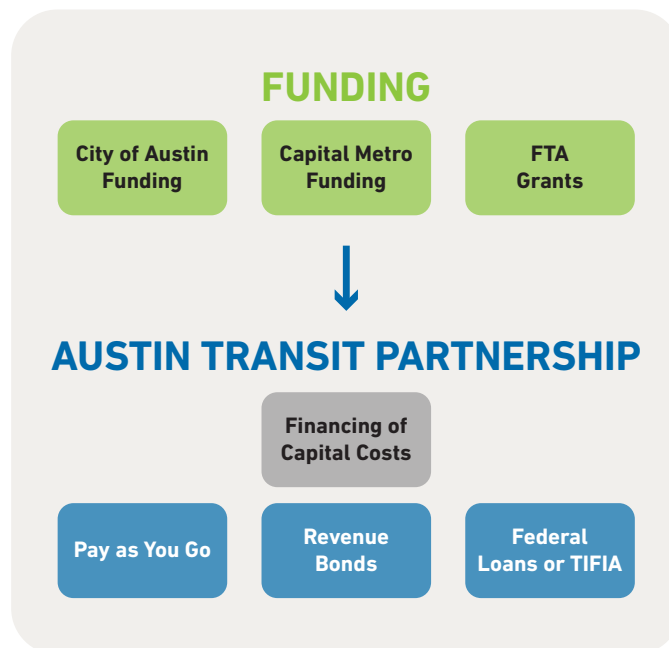 FUNDING
City of Austin
Funding
Capital Metro
Funding
FTA
Grants
AUSTIN TRANSIT PARTNERSHIP
Financing of
Capital Costs
Pay as You Go
Revenue
Bonds
Federal
Loans or TIFIA